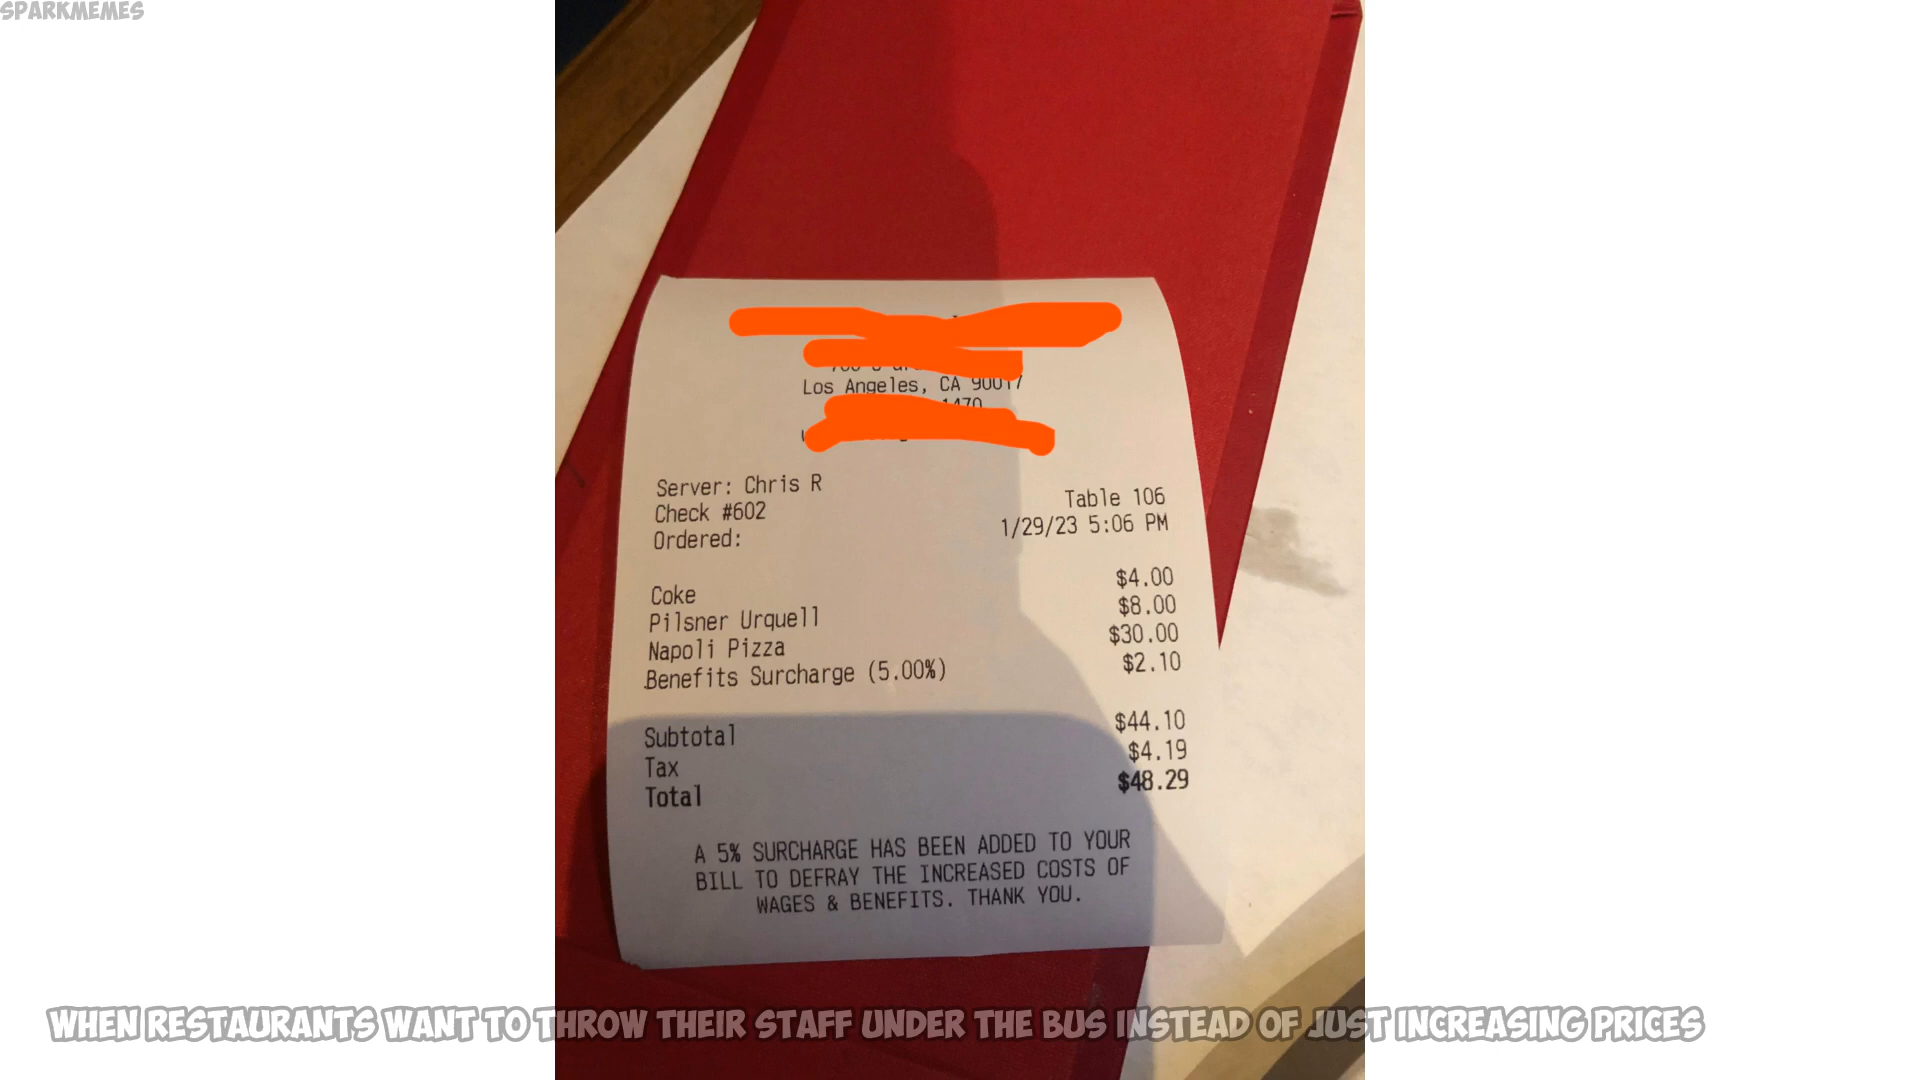 SPARKMEMES
Los Angeles, CA 90017
Server: Chris R
Table 106
Check #602
1/29/23 5:06 PM
Ordered:
Coke $4.00
Pilsner Urquell $8.00
Napoli Pizza $30.00
Benefits Surcharge (5.00%) $2.10
Subtotal $44.10
Tax $4.19
Total $48.29
A 5% SURCHARGE HAS BEEN ADDED TO YOUR
BILL TO DEFRAY THE INCREASED COSTS OF
WAGES & BENEFITS. THANK YOU.
WHEN RESTAURANTS WANT TO THROW THEIR STAFF UNDER THE BUS INSTEAD OF JUST INCREASING PRICES